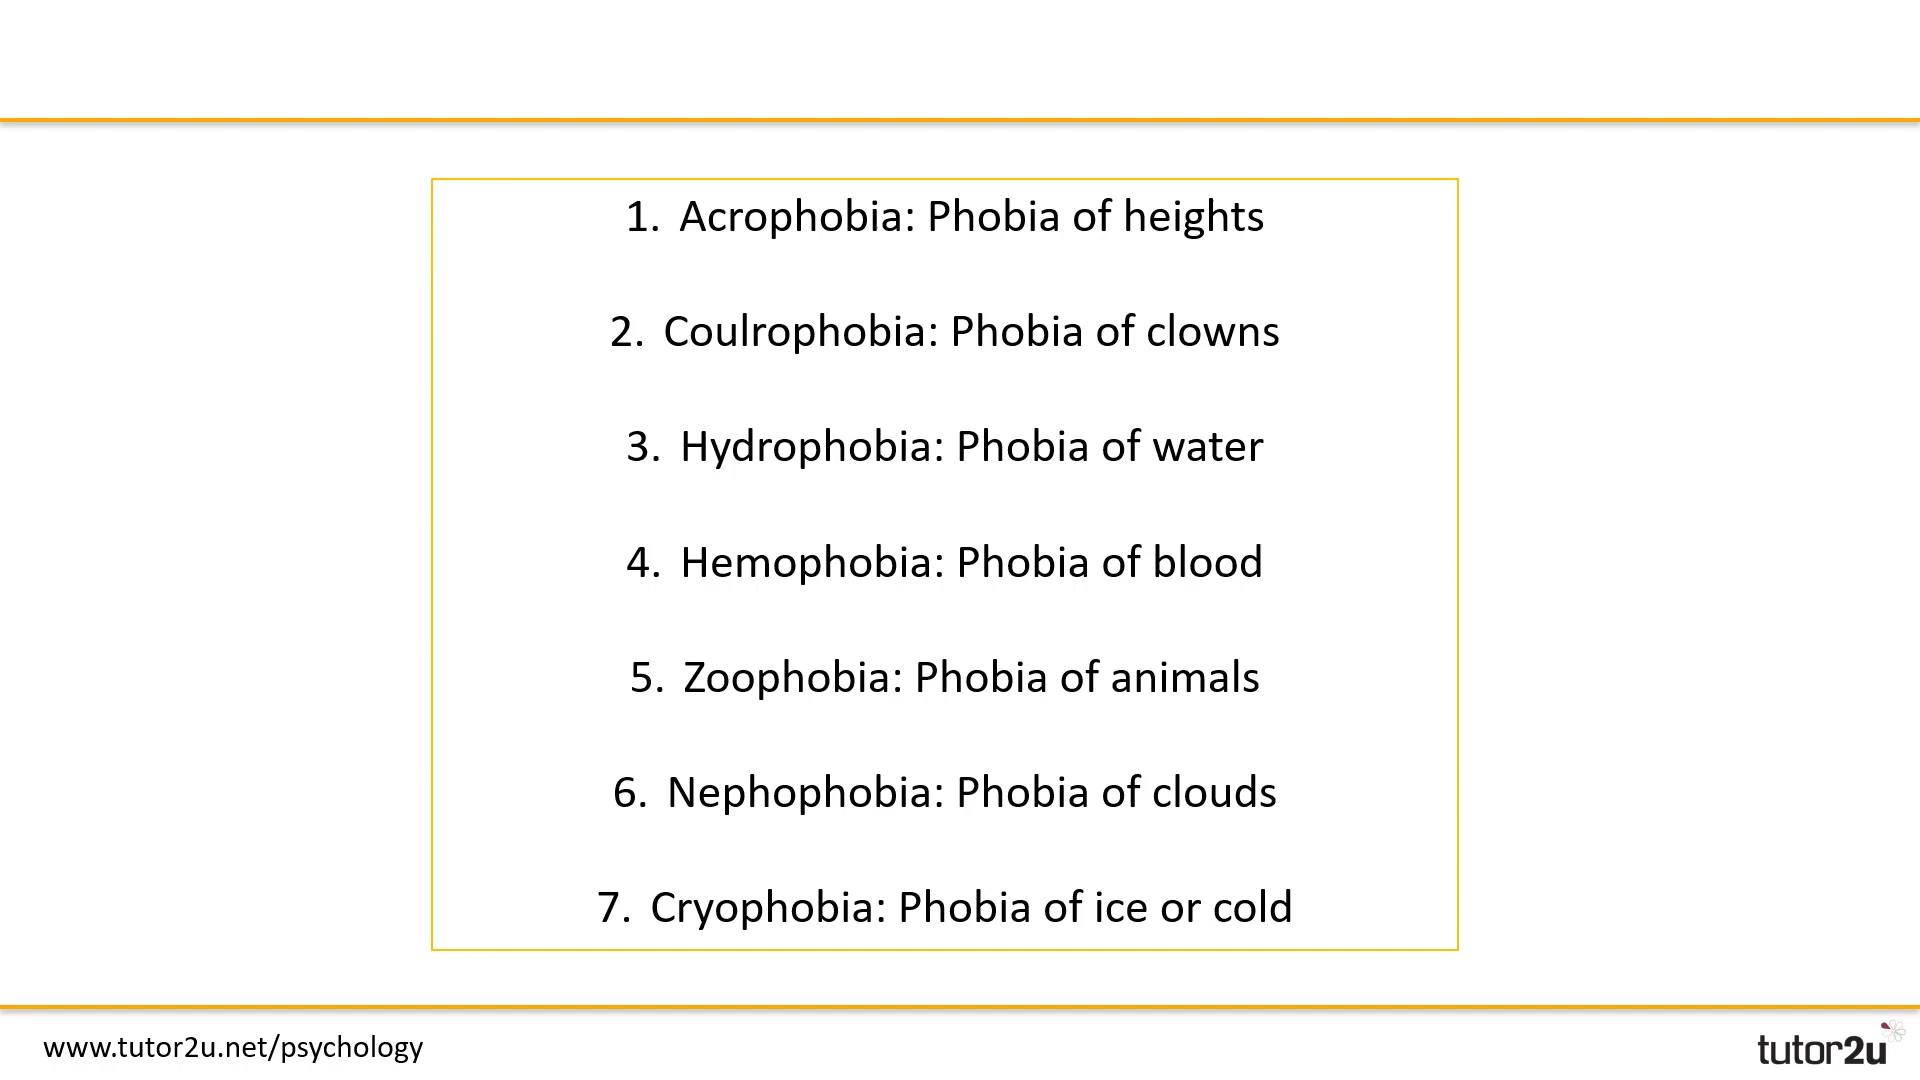 1. Acrophobia: Phobia of heights
2. Coulrophobia: Phobia of clowns
3. Hydrophobia: Phobia of water
4. Hemophobia: Phobia of blood
5. Zoophobia: Phobia of animals
6. Nephophobia: Phobia of clouds
7. Cryophobia: Phobia of ice or cold
www.tutor2u.net/psychology
tutor2u